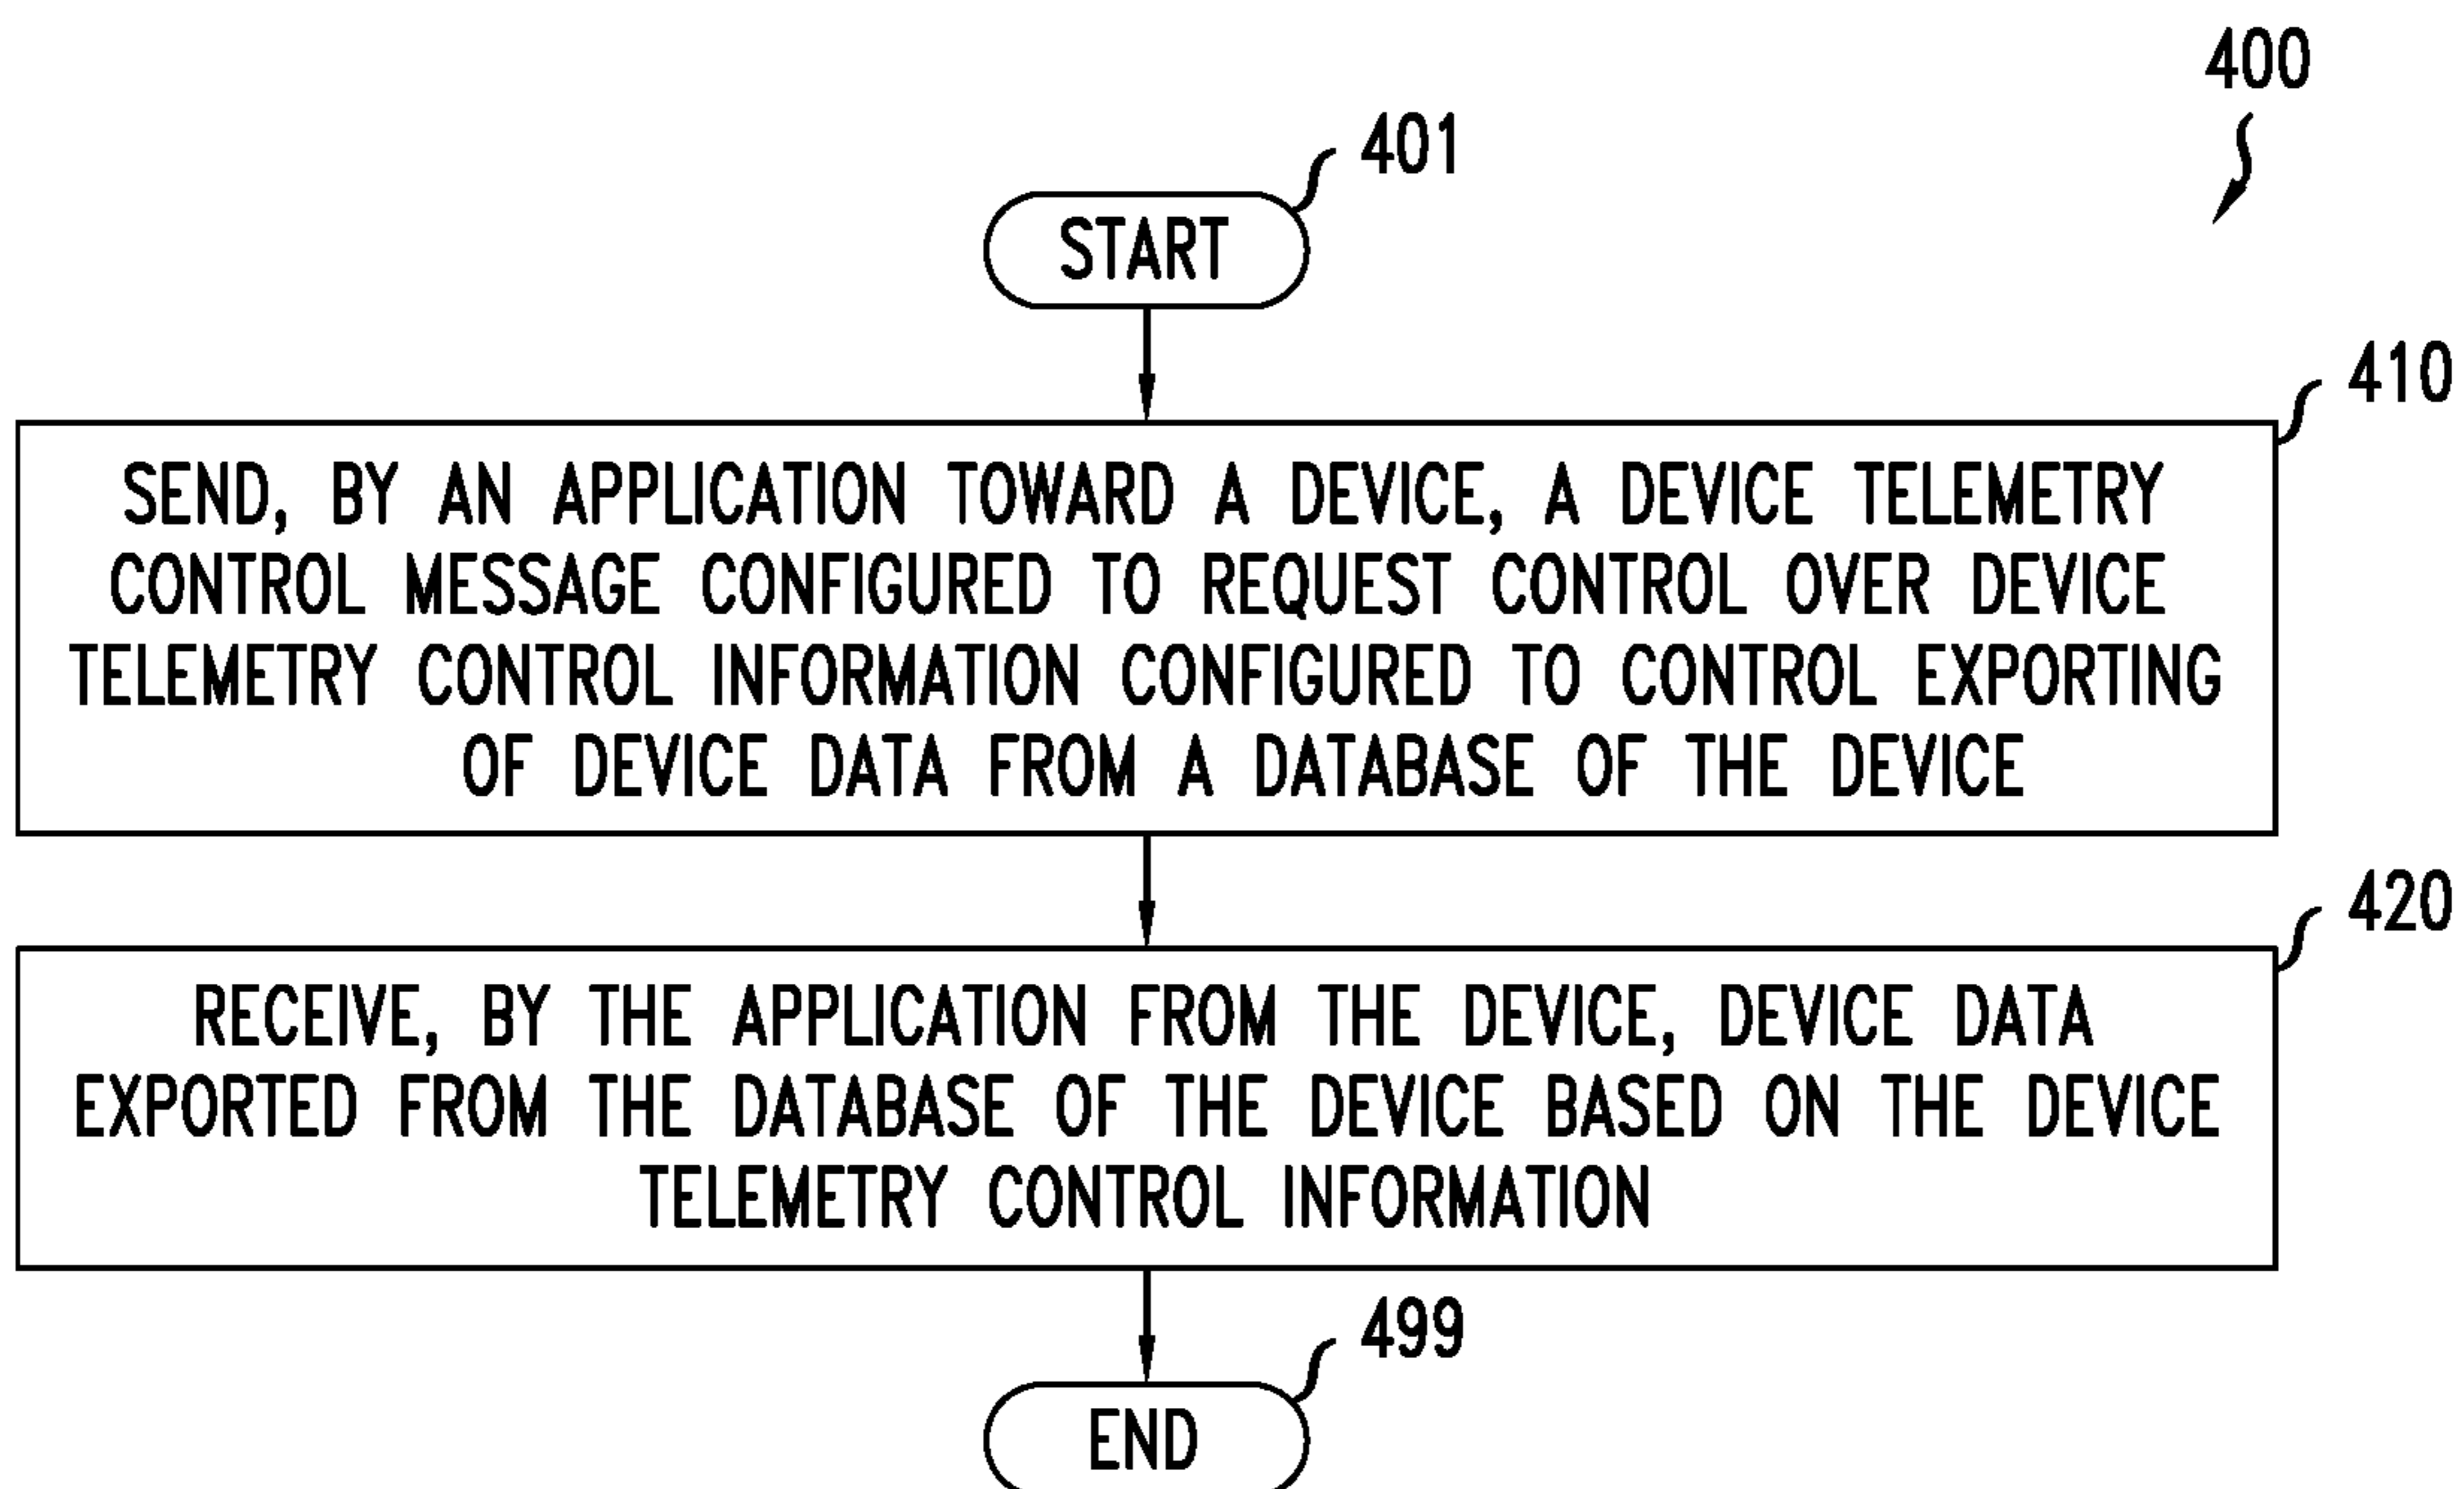 400
401
START
410
SEND, BY AN APPLICATION TOWARD A DEVICE, A DEVICE TELEMETRY
CONTROL MESSAGE CONFIGURED TO REQUEST CONTROL OVER DEVICE
TELEMETRY CONTROL INFORMATION CONFIGURED TO CONTROL EXPORTING
OF DEVICE DATA FROM A DATABASE OF THE DEVICE
420
RECEIVE, BY THE APPLICATION FROM THE DEVICE, DEVICE DATA
EXPORTED FROM THE DATABASE OF THE DEVICE BASED ON THE DEVICE
TELEMETRY CONTROL INFORMATION
499
END